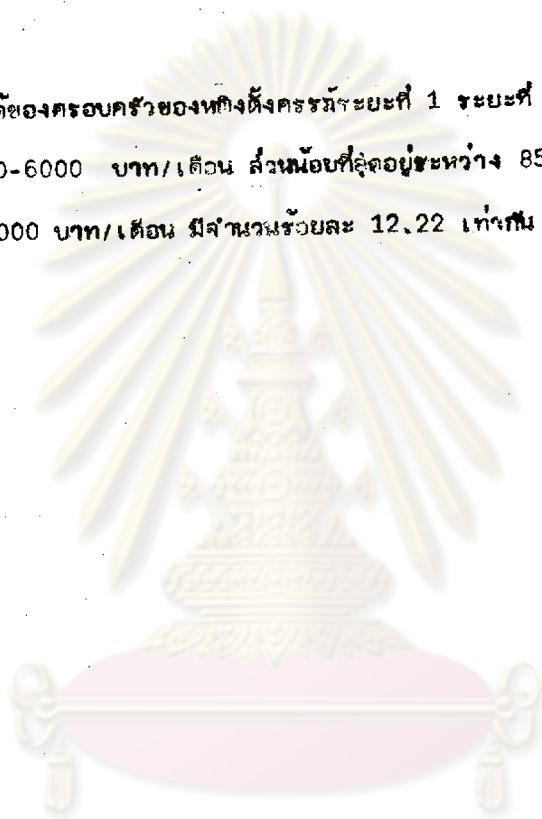 ด้ของครอบครัวของหญิงตั้งครรภ์ระยะที่ 1 ระยะที่
0-6000 บาท/เดือน ส่วนน้อยที่สุดอยู่ระหว่าง 85
000 บาท/เดือน มีจำนวนร้อยละ 12.22 เท่ากัน